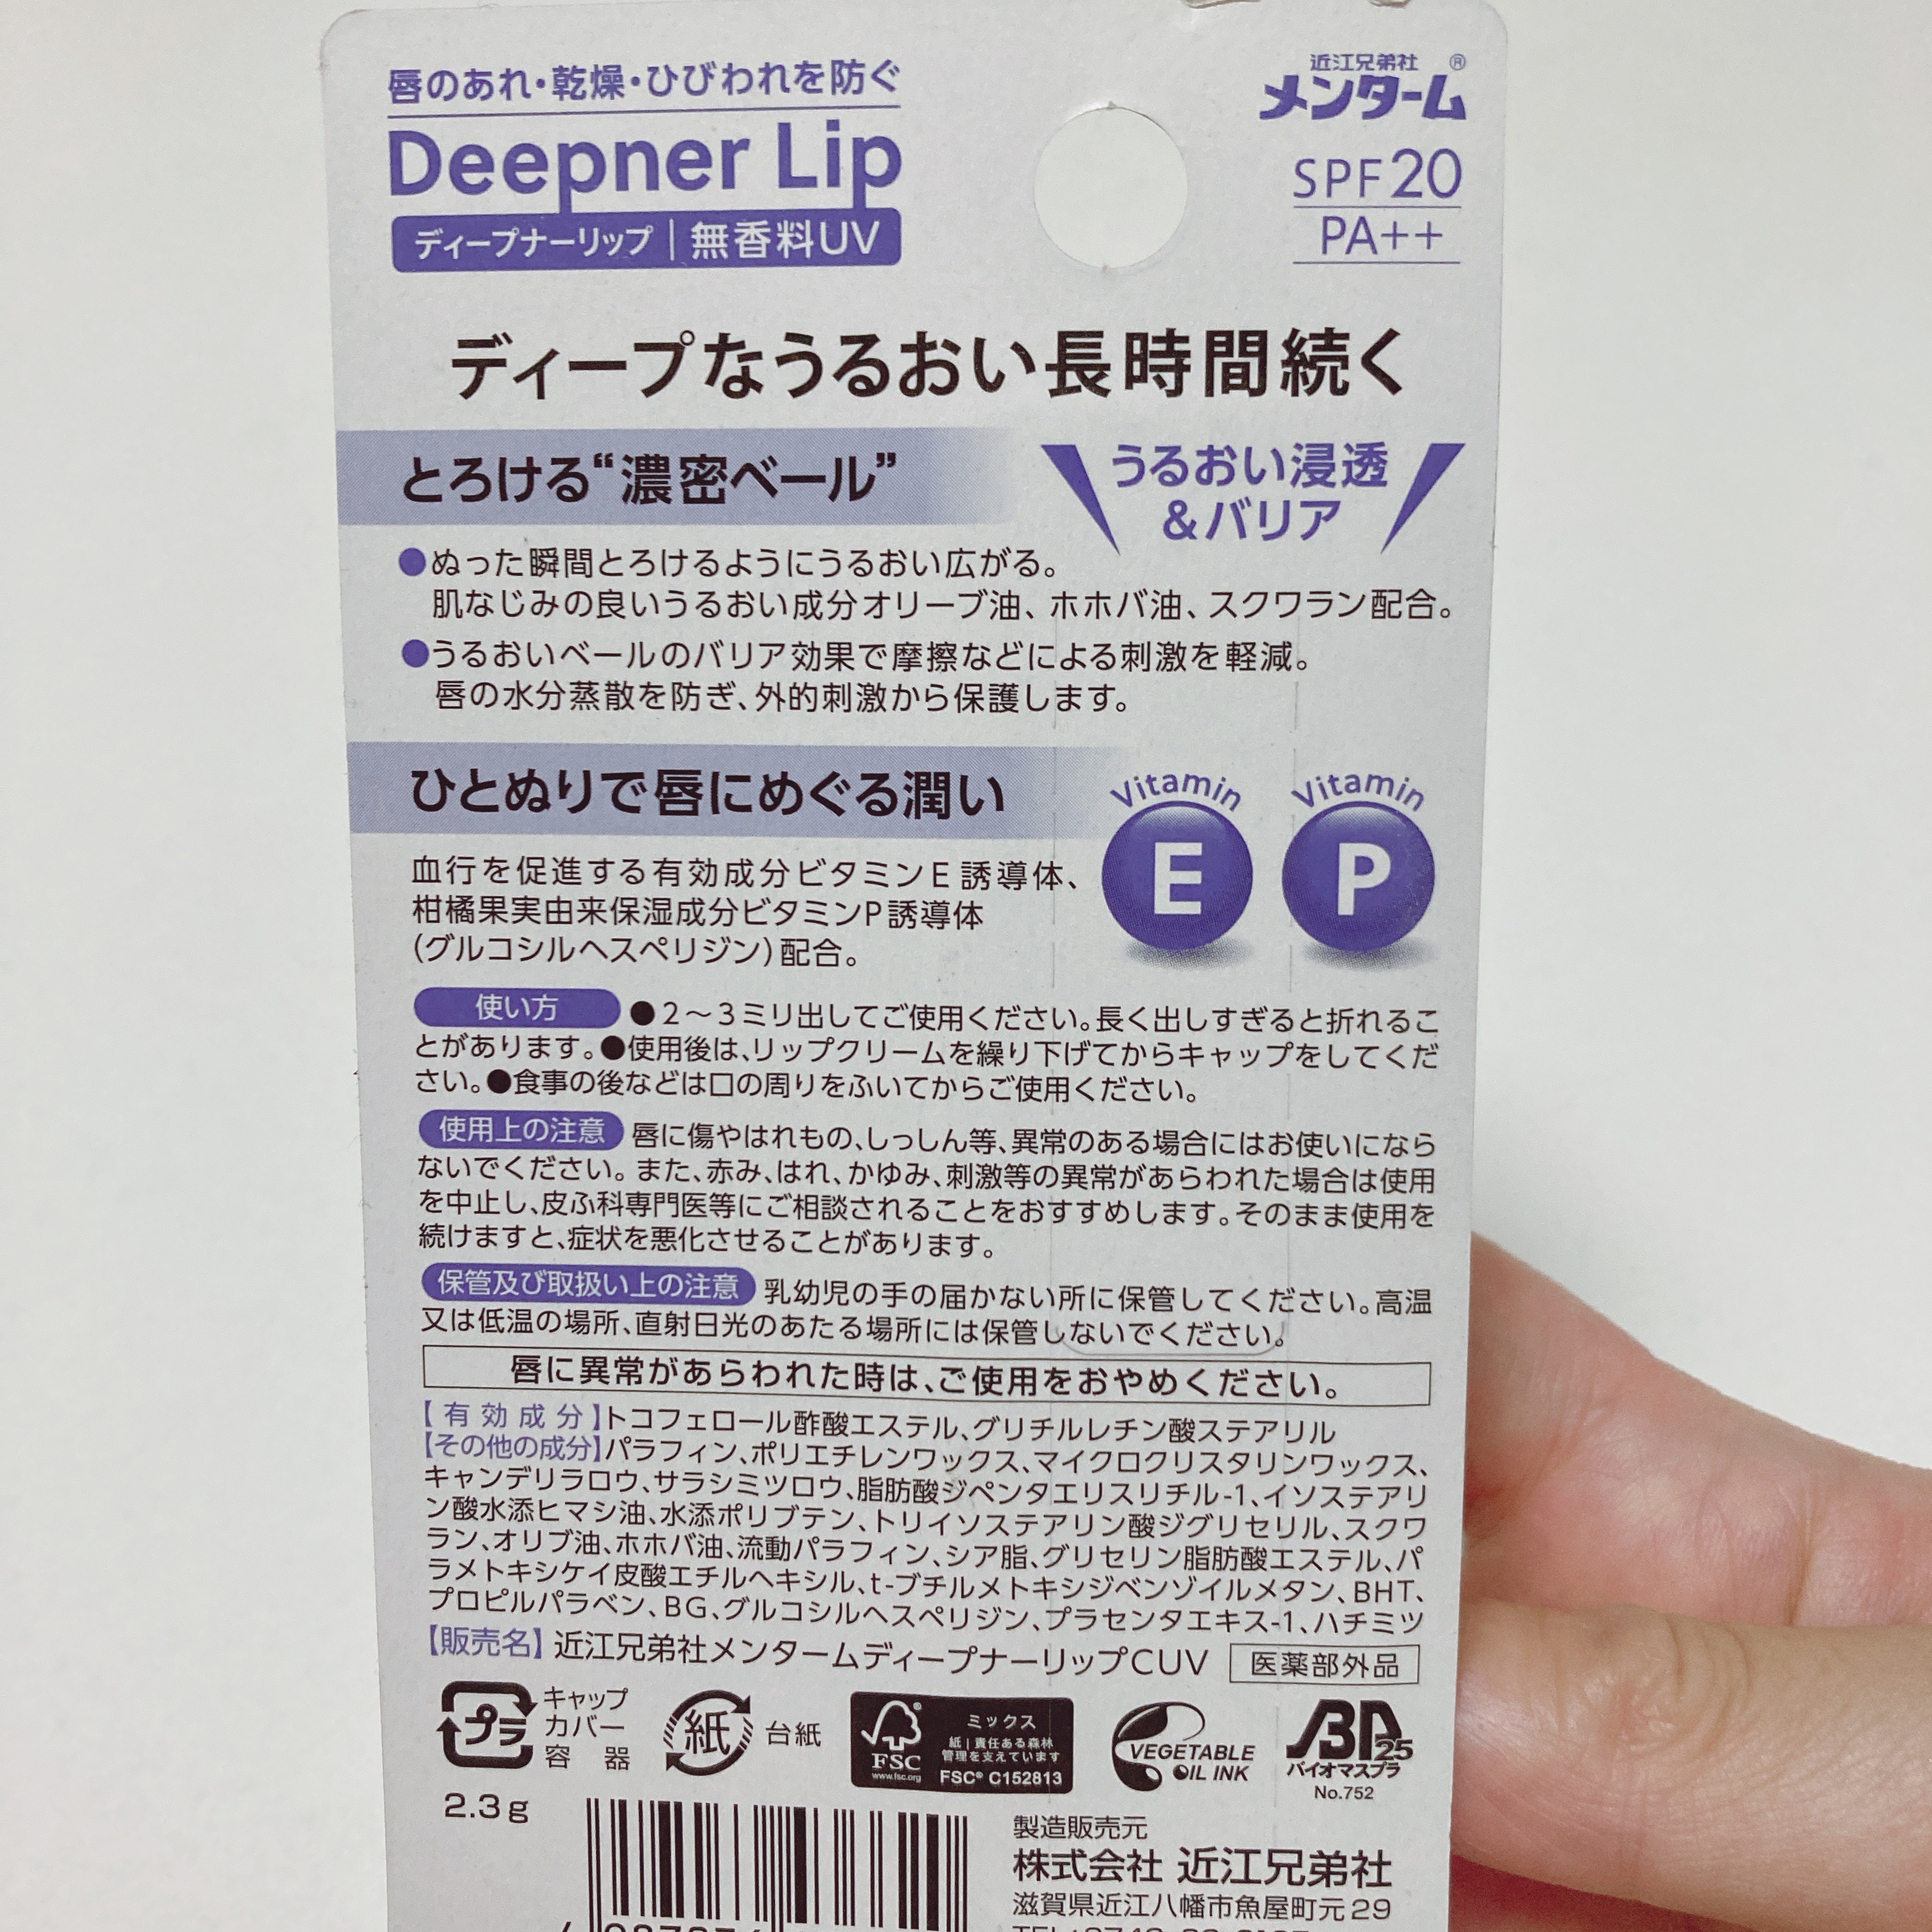 唇のあれ・乾燥・ひびわれを防ぐ
Deepner Lip
ディープナーリップ|無香料UV
近江兄弟社 ®
メンターム
SPF20
PA++
ディープなうるおい長時間続く
とろける“濃密ベール”
うるおい浸透
&バリア
●ぬった瞬間とろけるようにうるおい広がる。
肌なじみの良いうるおい成分オリーブ油、ホホバ油、スクワラン配合。
●うるおいベールのバリア効果で摩擦などによる刺激を軽減。
唇の水分蒸散を防ぎ、外的刺激から保護します。
ひとぬりで唇にめぐる潤い
Vitamin
E
Vitamin
P
血行を促進する有効成分ビタミンE誘導体、
柑橘果実由来保湿成分ビタミンP誘導体
(グルコシルヘスペリジン)配合。
使い方 ●2〜3ミリ出してご使用ください。長く出しすぎると折れるこ
とがあります。●使用後は、リップクリームを繰り下げてからキャップをしてくだ
さい。●食事の後などは口の周りをふいてからご使用ください。
使用上の注意 唇に傷やはれもの、しっしん等、異常のある場合にはお使いになら
ないでください。また、赤み、はれ、かゆみ、刺激等の異常があらわれた場合は使用
を中止し、皮ふ科専門医等にご相談されることをおすすめします。そのまま使用を
続けますと、症状を悪化させることがあります。
保管及び取扱い上の注意 乳幼児の手の届かない所に保管してください。高温
又は低温の場所、直射日光のあたる場所には保管しないでください。
唇に異常があらわれた時は、ご使用をおやめください。
【有効成分】トコフェロール酢酸エステル、グリチルレチン酸ステアリル
【その他の成分】パラフィン、ポリエチレンワックス、マイクロクリスタリンワックス、
キャンデリラロウ、サラシミツロウ、脂肪酸ジペンタエリスリチル-1、イソステアリ
ン酸水添ヒマシ油、水添ポリブテン、トリイソステアリン酸ジグリセリル、スクワ
ラン、オリブ油、ホホバ油、流動パラフィン、シア脂、グリセリン脂肪酸エステル、パ
ラメトキシケイ皮酸エチルヘキシル、t-ブチルメトキシジベンゾイルメタン、BHT、
プロピルパラベン、BG、グルコシルヘスペリジン、プラセンタエキス-1、ハチミツ
【販売名】近江兄弟社メンタームディープナーリップCUV 医薬部外品
プラ
キャップ
カバー
容器
紙
台紙
FSC
www.fsc.org
ミックス
紙|責任ある森林
管理を支えています
FSC® C152813
VEGETABLE
OIL INK
BP25
バイオマスプラ
No.752
2.3g
製造販売元
株式会社 近江兄弟社
滋賀県近江八幡市魚屋町元29